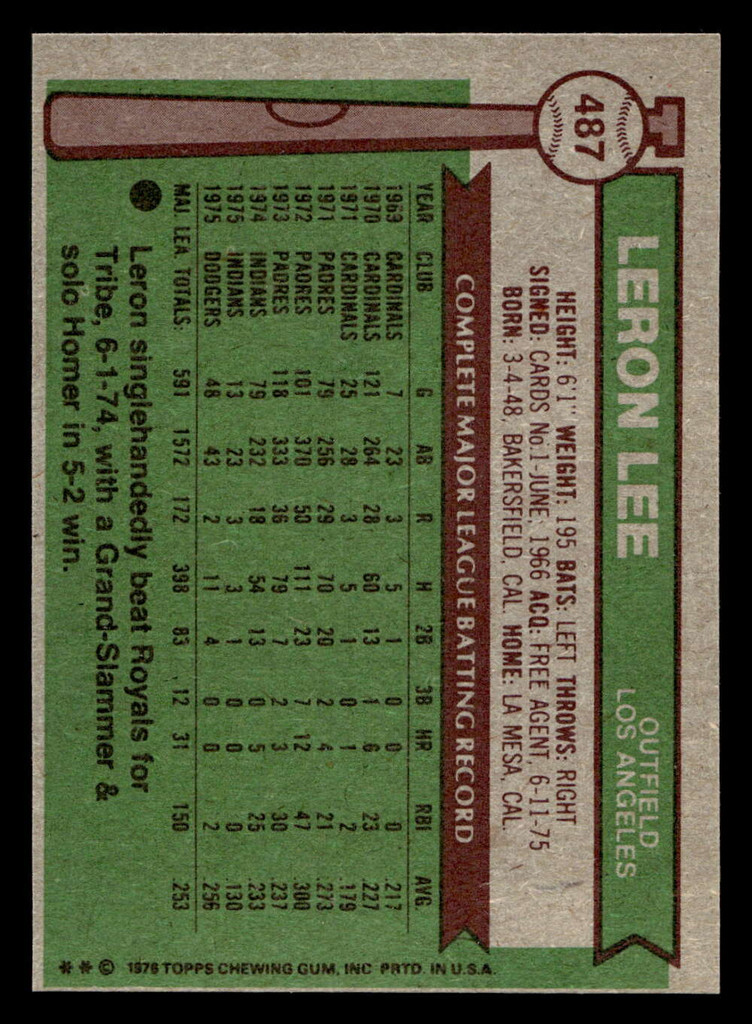 487
T
LERON LEE
OUTFIELD
LOS ANGELES
HEIGHT: 6'1" WEIGHT: 195 BATS: LEFT THROWS: RIGHT
SIGNED: CARDS No.1-JUNE, 1966 ACQ: FREE AGENT, 6-11-75
BORN: 3-4-48, BAKERSFIELD, CAL. HOME: LA MESA, CAL.
COMPLETE MAJOR LEAGUE BATTING RECORD
YEAR CLUB G AB R H 2B 3B HR RBI AVG.
1969 CARDINALS 7 23 3 5 1 0 0 0 .217
1970 CARDINALS 121 264 28 60 13 1 6 23 .227
1971 CARDINALS 25 28 3 5 1 0 1 2 .179
1971 PADRES 79 256 29 70 20 2 4 21 .273
1972 PADRES 101 370 50 111 23 7 12 47 .300
1973 PADRES 118 333 36 79 7 2 3 30 .237
1974 INDIANS 79 232 18 54 13 0 5 25 .233
1975 INDIANS 13 23 3 3 1 0 0 0 .130
1975 DODGERS 48 43 2 11 4 0 0 2 .256
MAJ. LEA. TOTALS: 591 1572 172 398 83 12 31 150 .253
Leron singlehandedly beat Royals for
Tribe, 6-1-74, with a Grand-Slammer &
solo Homer in 5-2 win.
** © 1976 TOPPS CHEWING GUM, INC. PRTD. IN U.S.A.